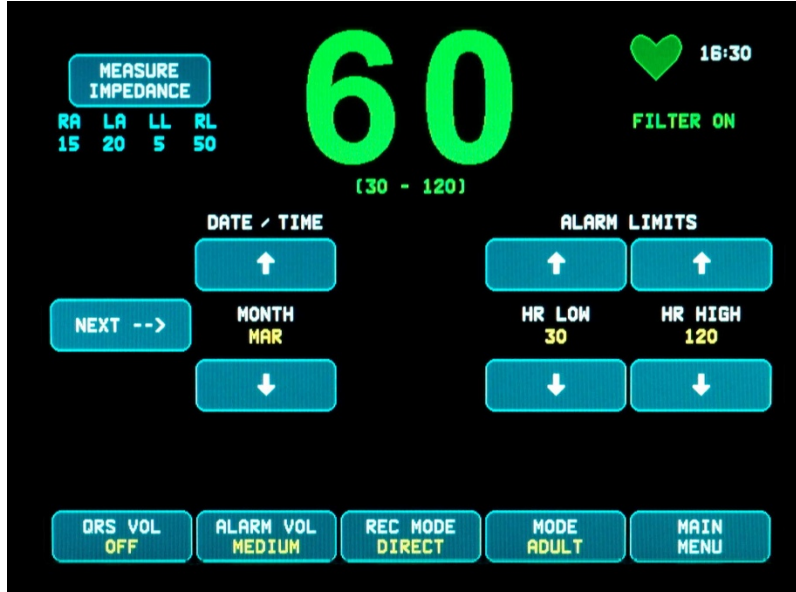 MEASURE
IMPEDANCE
RA LA LL RL
15 20 5 50
60
(30 - 120)
16:30
FILTER ON
DATE / TIME
MONTH
MAR
NEXT -->
ALARM LIMITS
HR LOW
30
HR HIGH
120
QRS VOL
OFF
ALARM VOL
MEDIUM
REC MODE
DIRECT
MODE
ADULT
MAIN
MENU